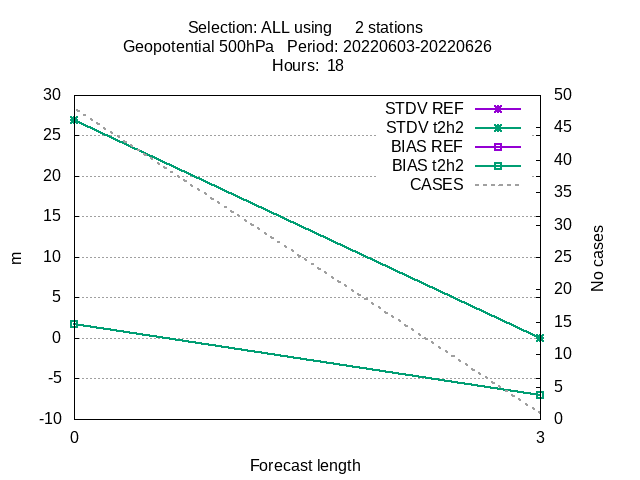 Selection: ALL using     2 stations
Geopotential 500hPa   Period: 20220603-20220626
Hours:  18
30
25
20
15
10
5
0
-5
-10
50
45
40
35
30
25
20
15
10
5
0
STDV REF
STDV t2h2
BIAS REF
BIAS t2h2
CASES
m
No cases
0
3
Forecast length